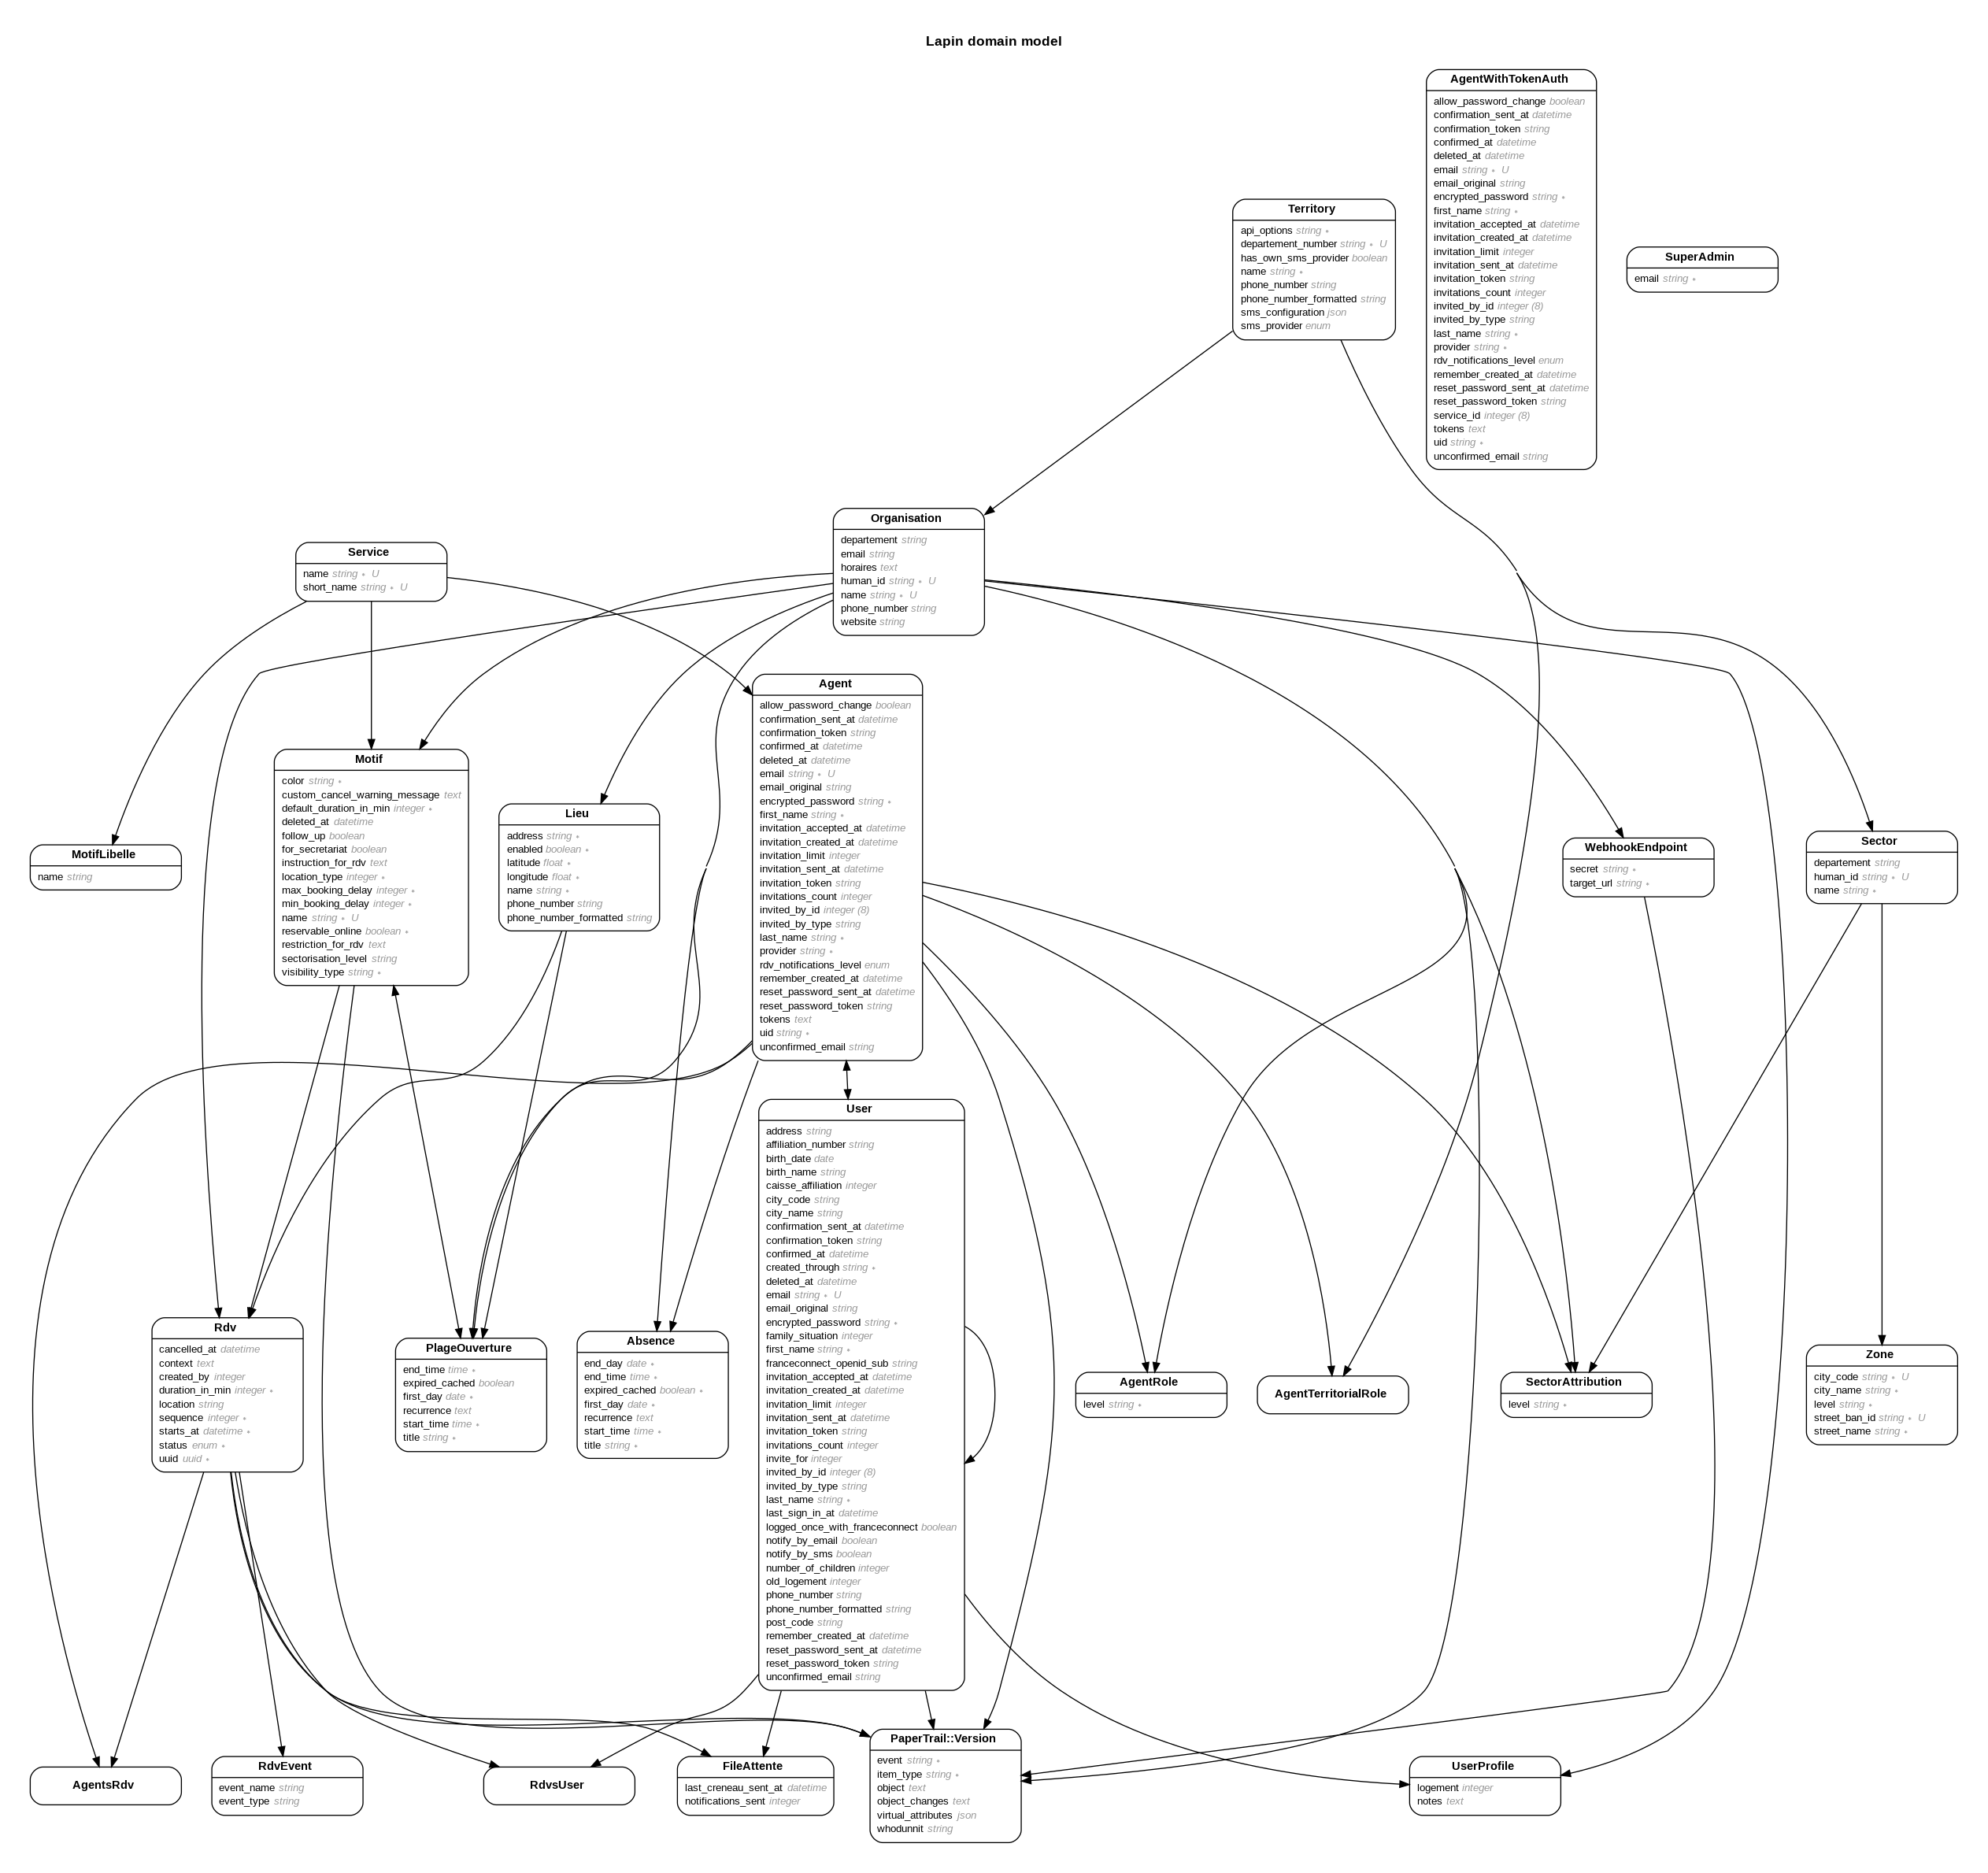 Lapin domain model
AgentWithTokenAuth
allow_password_change boolean
confirmation_sent_at datetime
confirmation_token string
confirmed_at datetime
deleted_at datetime
email string ∗ U
email_original string
encrypted_password string ∗
first_name string ∗
invitation_accepted_at datetime
invitation_created_at datetime
invitation_limit integer
invitation_sent_at datetime
invitation_token string
invitations_count integer
invited_by_id integer (8)
invited_by_type string
last_name string ∗
provider string ∗
rdv_notifications_level enum
remember_created_at datetime
reset_password_sent_at datetime
reset_password_token string
service_id integer (8)
tokens text
uid string ∗
unconfirmed_email string
Territory
api_options string ∗
departement_number string ∗ U
has_own_sms_provider boolean
name string ∗
phone_number string
phone_number_formatted string
sms_configuration json
sms_provider enum
SuperAdmin
email string ∗
Organisation
departement string
email string
horaires text
human_id string ∗ U
name string ∗ U
phone_number string
website string
Service
name string ∗ U
short_name string ∗ U
Agent
allow_password_change boolean
confirmation_sent_at datetime
confirmation_token string
confirmed_at datetime
deleted_at datetime
email string ∗ U
email_original string
encrypted_password string ∗
first_name string ∗
invitation_accepted_at datetime
invitation_created_at datetime
invitation_limit integer
invitation_sent_at datetime
invitation_token string
invitations_count integer
invited_by_id integer (8)
invited_by_type string
last_name string ∗
provider string ∗
rdv_notifications_level enum
remember_created_at datetime
reset_password_sent_at datetime
reset_password_token string
tokens text
uid string ∗
unconfirmed_email string
Motif
color string ∗
custom_cancel_warning_message text
default_duration_in_min integer ∗
deleted_at datetime
follow_up boolean
for_secretariat boolean
instruction_for_rdv text
location_type integer ∗
max_booking_delay integer ∗
min_booking_delay integer ∗
name string ∗ U
reservable_online boolean ∗
restriction_for_rdv text
sectorisation_level string
visibility_type string ∗
Lieu
address string ∗
enabled boolean ∗
latitude float ∗
longitude float ∗
name string ∗
phone_number string
phone_number_formatted string
MotifLibelle
name string
WebhookEndpoint
secret string ∗
target_url string ∗
Sector
departement string
human_id string ∗ U
name string ∗
User
address string
affiliation_number string
birth_date date
birth_name string
caisse_affiliation integer
city_code string
city_name string
confirmation_sent_at datetime
confirmation_token string
confirmed_at datetime
created_through string ∗
deleted_at datetime
email string ∗ U
email_original string
encrypted_password string ∗
family_situation integer
first_name string ∗
franceconnect_openid_sub string
invitation_accepted_at datetime
invitation_created_at datetime
invitation_limit integer
invitation_sent_at datetime
invitation_token string
invitations_count integer
invite_for integer
invited_by_id integer (8)
invited_by_type string
last_name string ∗
last_sign_in_at datetime
logged_once_with_franceconnect boolean
notify_by_email boolean
notify_by_sms boolean
number_of_children integer
old_logement integer
phone_number string
phone_number_formatted string
post_code string
remember_created_at datetime
reset_password_sent_at datetime
reset_password_token string
unconfirmed_email string
Rdv
cancelled_at datetime
context text
created_by integer
duration_in_min integer ∗
location string
sequence integer ∗
starts_at datetime ∗
status enum ∗
uuid uuid ∗
PlageOuverture
end_time time ∗
expired_cached boolean
first_day date ∗
recurrence text
start_time time ∗
title string ∗
Absence
end_day date ∗
end_time time ∗
expired_cached boolean ∗
first_day date ∗
recurrence text
start_time time ∗
title string ∗
AgentRole
level string ∗
AgentTerritorialRole
SectorAttribution
level string ∗
Zone
city_code string ∗ U
city_name string ∗
level string ∗
street_ban_id string ∗ U
street_name string ∗
AgentsRdv
RdvEvent
event_name string
event_type string
RdvsUser
FileAttente
last_creneau_sent_at datetime
notifications_sent integer
PaperTrail::Version
event string ∗
item_type string ∗
object text
object_changes text
virtual_attributes json
whodunnit string
UserProfile
logement integer
notes text